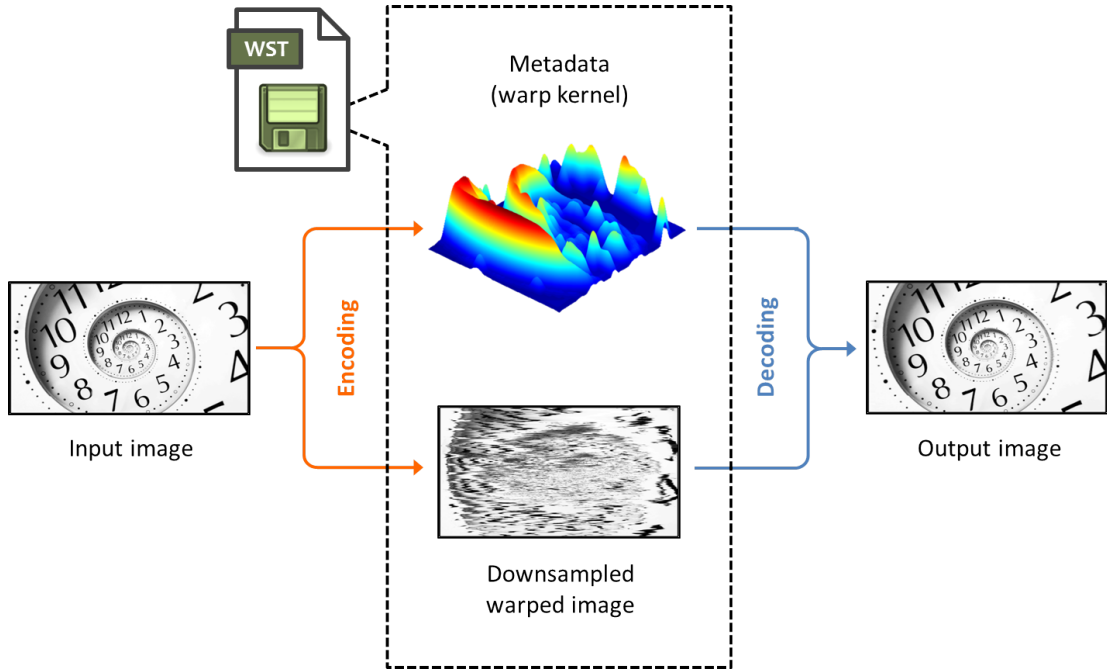 WST
Metadata
(warp kernel)
Encoding
Decoding
Input image
Output image
Downsampled
warped image